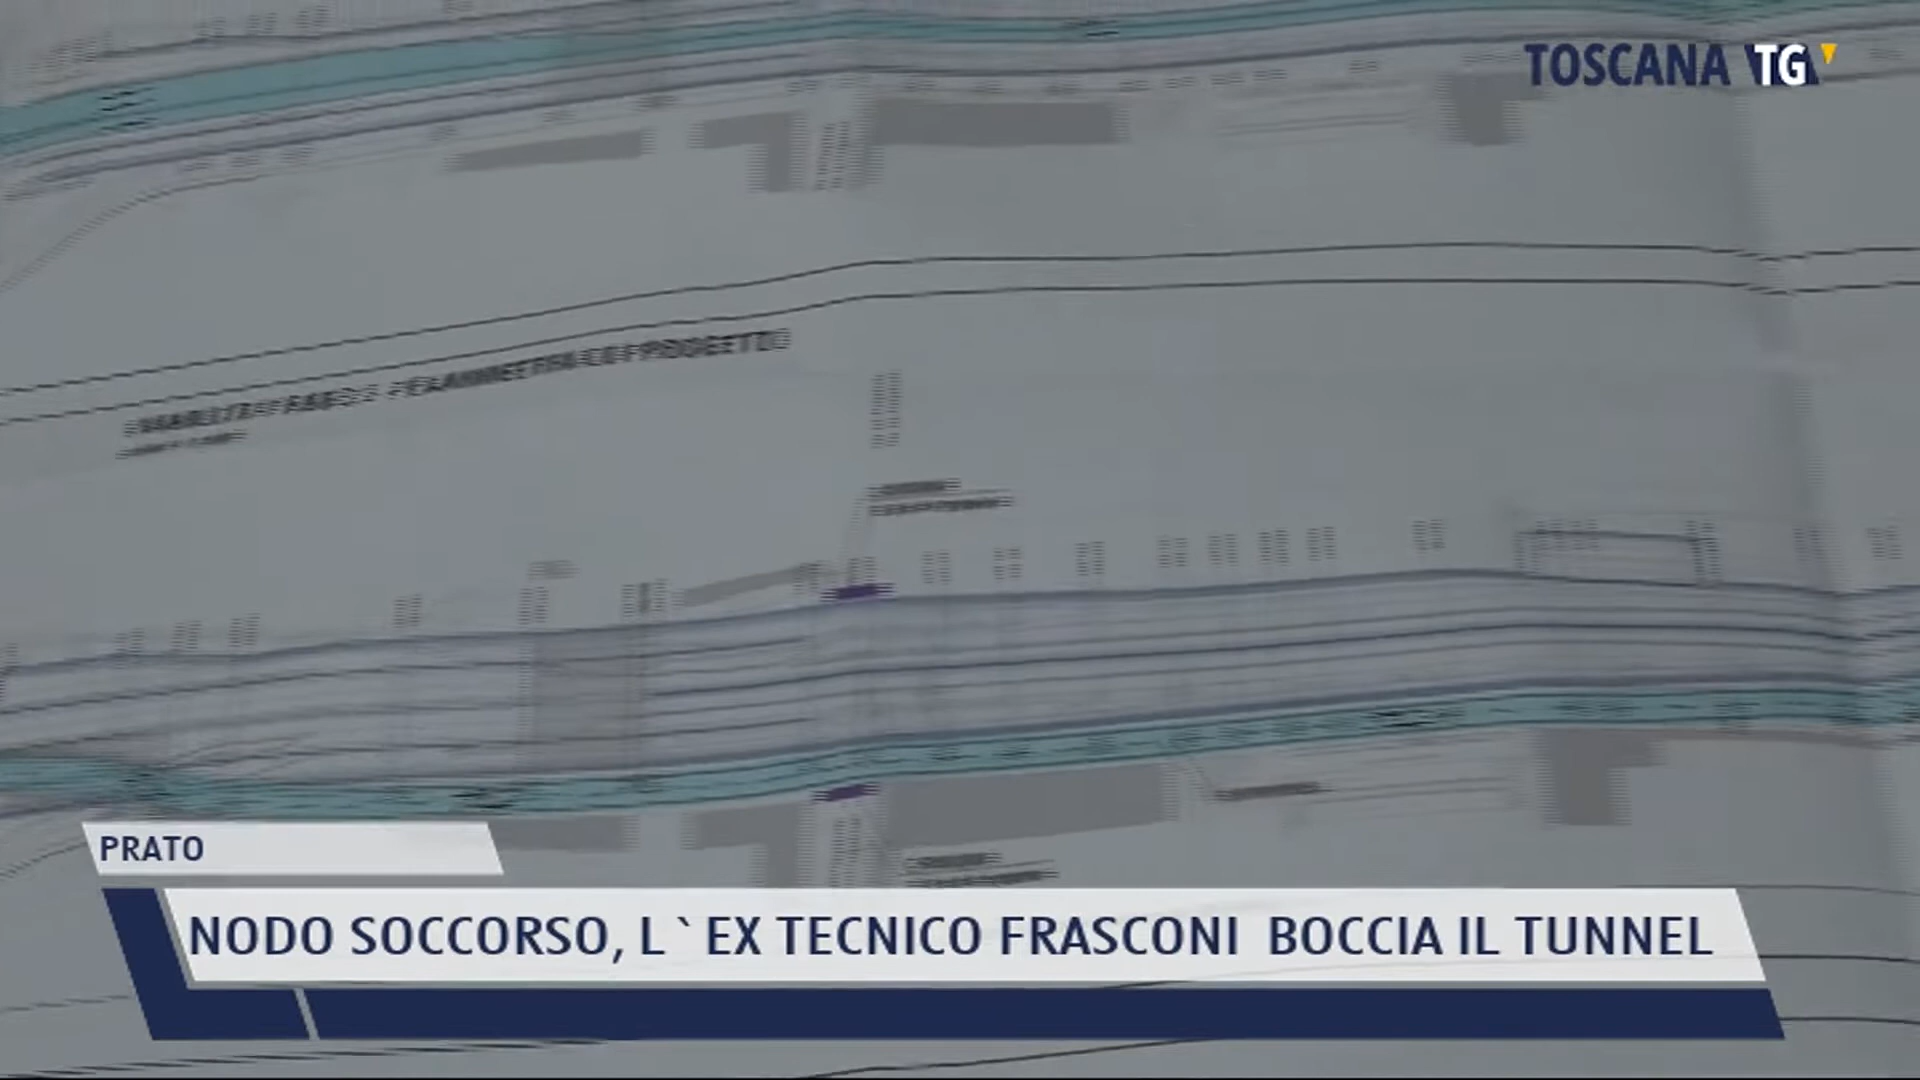 TOSCANA TG
PRATO
NODO SOCCORSO, L`EX TECNICO FRASCONI BOCCIA IL TUNNEL